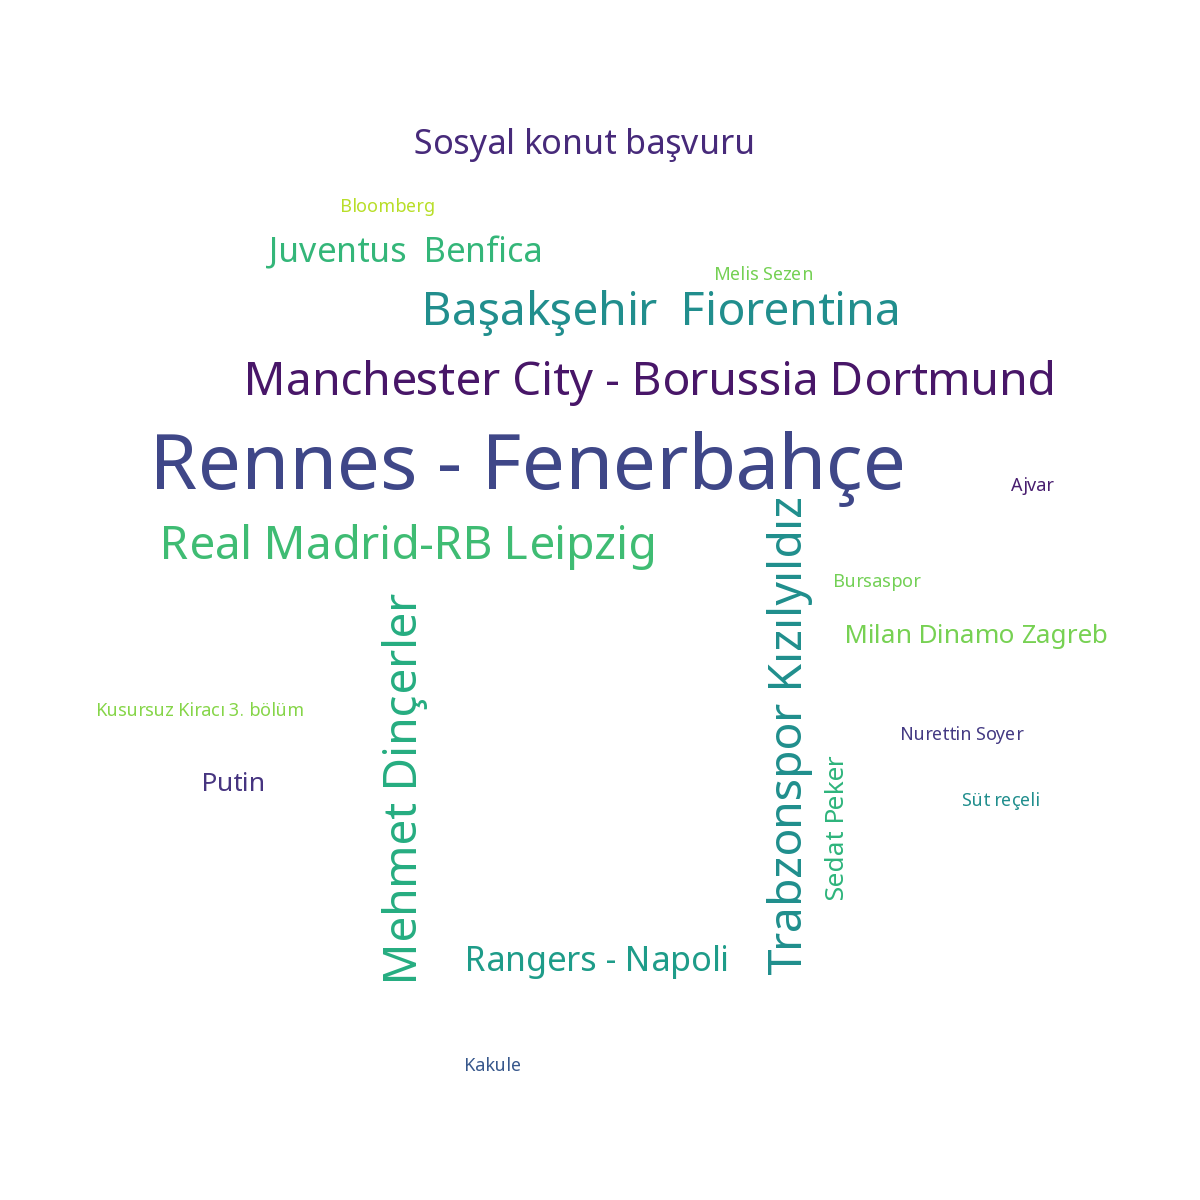 Sosyal konut başvuru
Bloomberg
Juventus Benfica
Melis Sezen
Başakşehir Fiorentina
Manchester City - Borussia Dortmund
Rennes - Fenerbahçe
Ajvar
Real Madrid-RB Leipzig
Trabzonspor Kızılyıldız
Bursaspor
Mehmet Dinçerler
Milan Dinamo Zagreb
Kusursuz Kiracı 3. bölüm
Nurettin Soyer
Putin
Sedat Peker
Süt reçeli
Rangers - Napoli
Kakule